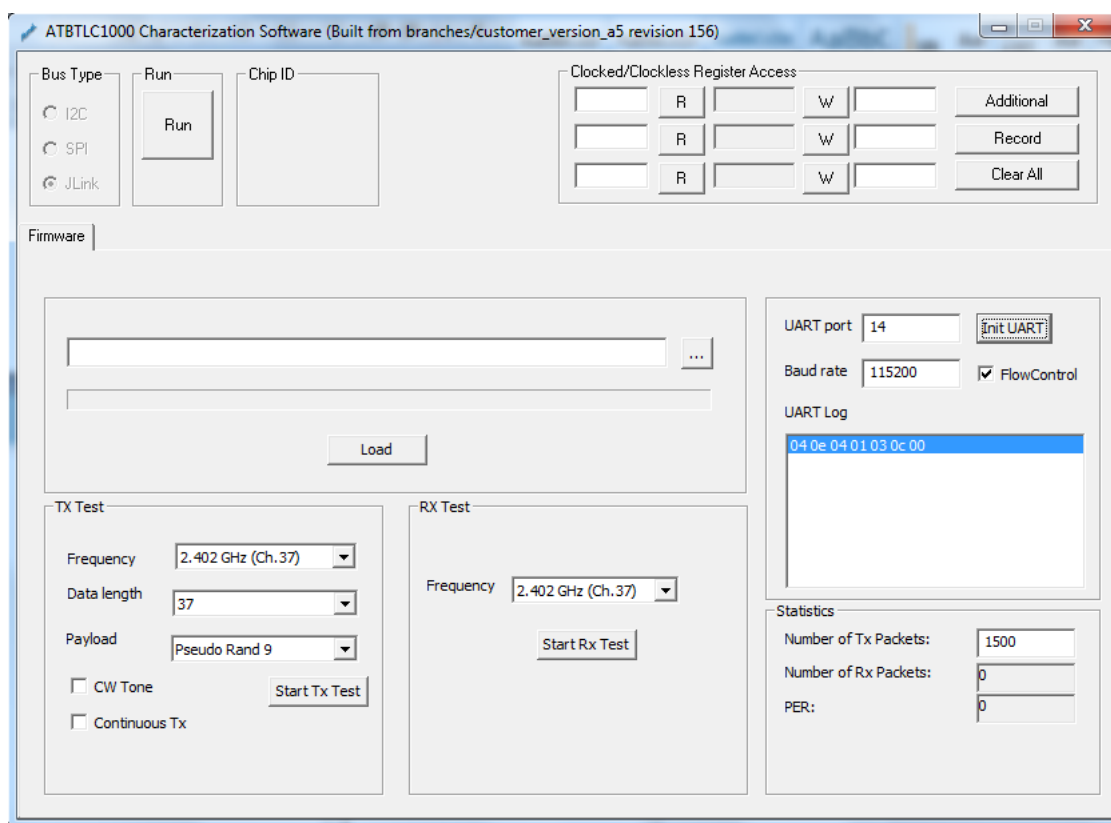 ATBTLC1000 Characterization Software (Built from branches/customer_version_a5 revision 156)
Bus Type
I2C
SPI
JLink
Run
Run
Chip ID
Clocked/Clockless Register Access
R W Additional
R W Record
R W Clear All
Firmware
...
Load
UART port 14 Init UART
Baud rate 115200 FlowControl
UART Log
04 0e 04 01 03 0c 00
TX Test
Frequency 2.402 GHz (Ch.37)
Data length 37
Payload Pseudo Rand 9
CW Tone Start Tx Test
Continuous Tx
RX Test
Frequency 2.402 GHz (Ch.37)
Start Rx Test
Statistics
Number of Tx Packets: 1500
Number of Rx Packets: 0
PER: 0